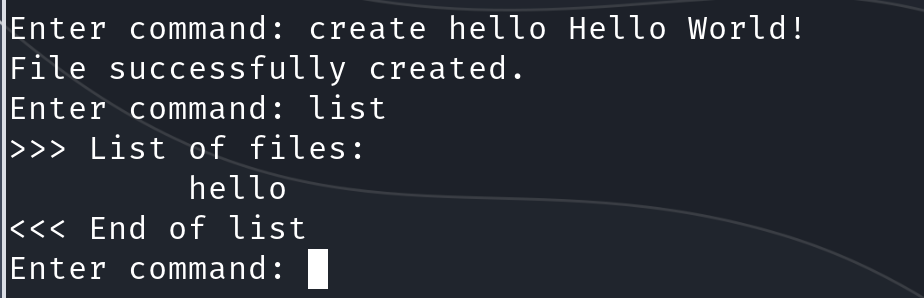 Enter command: create hello Hello World!
File successfully created.
Enter command: list
>>> List of files:
hello
<<< End of list
Enter command: